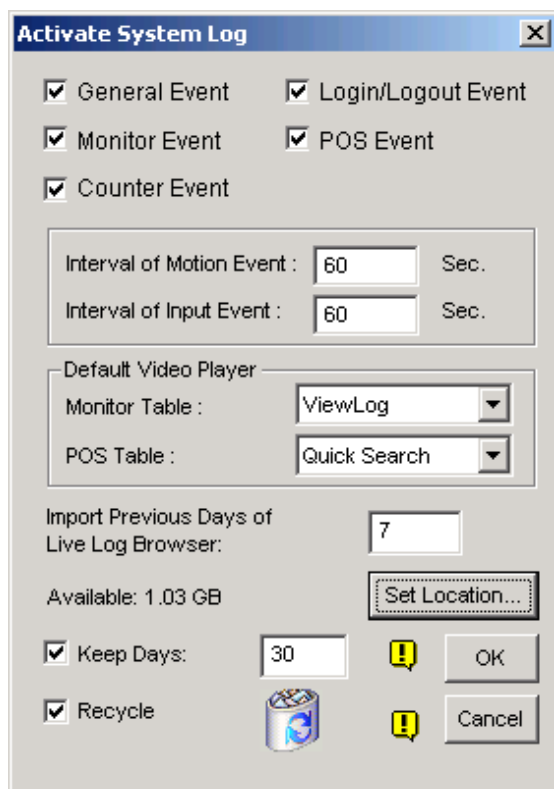 Activate System Log
General Event Login/Logout Event
Monitor Event POS Event
Counter Event
Interval of Motion Event : 60 Sec.
Interval of Input Event : 60 Sec.
Default Video Player
Monitor Table : ViewLog
POS Table : Quick Search
Import Previous Days of
Live Log Browser: 7
Available: 1.03 GB Set Location...
Keep Days: 30 ! OK
Recycle ! Cancel